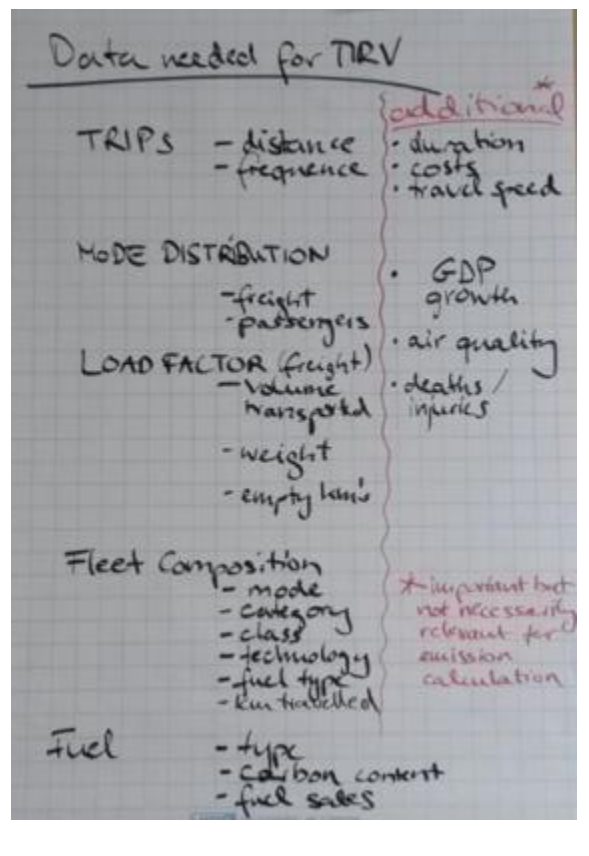 Data needed for MRV
additional *
TRIPS - distance
- frequence
• duration
• costs
• travel speed
MODE DISTRIBUTION
- freight
- passengers
LOAD FACTOR (freight)
- Volume
transported
- weight
- empty km's
• GDP
growth
• air quality
• deaths /
injuries
Fleet Composition
- mode
- category
- class
- technology
- fuel type
- km travelled
* important but
not necessarily
relevant for
emission
calculation
Fuel - type
- carbon content
- fuel sales